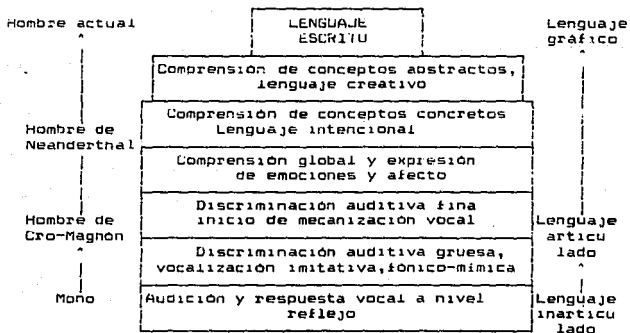 Hombre actual
LENGUAJE
ESCRITU
Lenguaje
gráfico
Comprensión de conceptos abstractos,
lenguaje creativo
Hombre de
Neanderthal
Comprensión de conceptos concretos
Lenguaje intencional
Comprensión global y expresión
de emociones y afecto
Hombre de
Cro-Magnón
Discriminación auditiva fina
inicio de mecanización vocal
Lenguaje
articu
lado
Discriminación auditiva gruesa,
vocalización imitativa,fónico-mímica
Mono
Audición y respuesta vocal a nivel
reflejo
Lenguaje
inarticu
lado